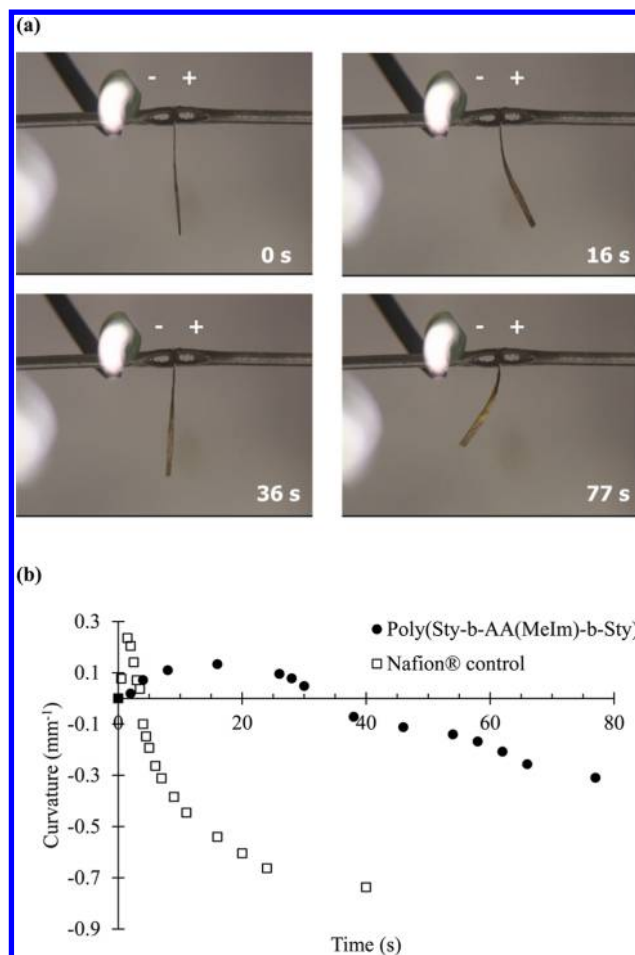 (a)
- +
0 s
- +
16 s
- +
36 s
- +
77 s
(b)
0.3
0.1
-0.1
-0.3
-0.5
-0.7
-0.9
0 20 40 60 80
Curvature (mm⁻¹)
Time (s)
● Poly(Sty-b-AA(MeIm)-b-Sty)
□ Nafion® control